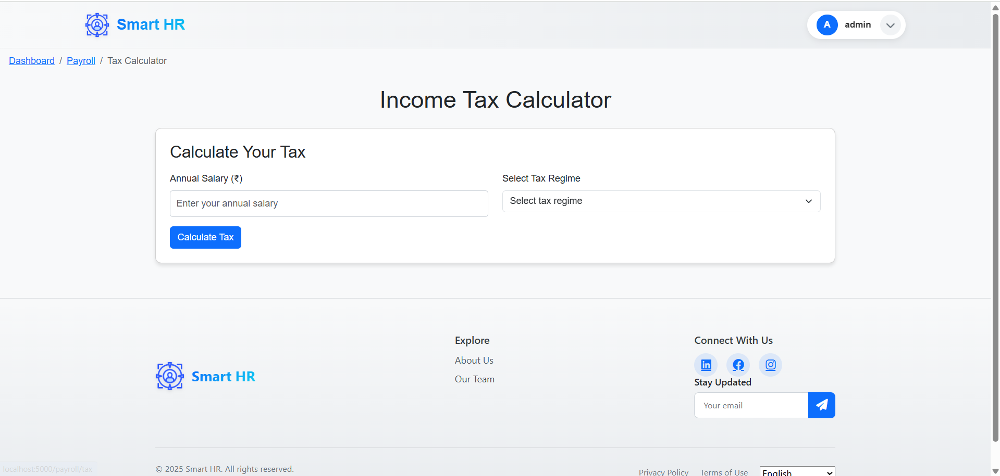 Smart HR
A admin
Dashboard / Payroll / Tax Calculator
Income Tax Calculator
Calculate Your Tax
Annual Salary (₹)
Select Tax Regime
Enter your annual salary
Select tax regime
Calculate Tax
Smart HR
Explore
About Us
Our Team
Connect With Us
in
Stay Updated
Your email
© 2025 Smart HR. All rights reserved.
Privacy Policy
Terms of Use
English
localhost:5000/payroll/tax